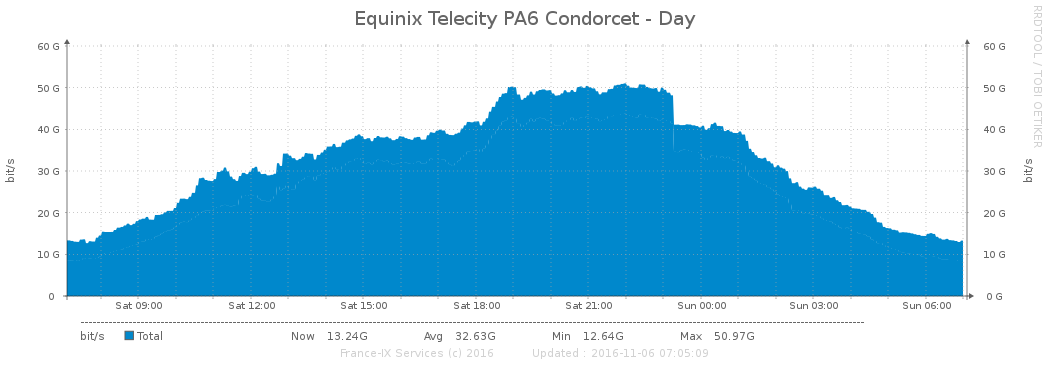 Equinix Telecity PA6 Condorcet - Day
RRDTOOL / TOBI OETIKER
bit/s
60 G
50 G
40 G
30 G
20 G
10 G
0
60 G
50 G
40 G
30 G
20 G
10 G
0 G
bit/s
Sat 09:00 Sat 12:00 Sat 15:00 Sat 18:00 Sat 21:00 Sun 00:00 Sun 03:00 Sun 06:00
bit/s Total Now 13.24G Avg 32.63G Min 12.64G Max 50.97G
France-IX Services (c) 2016 Updated : 2016-11-06 07:05:09